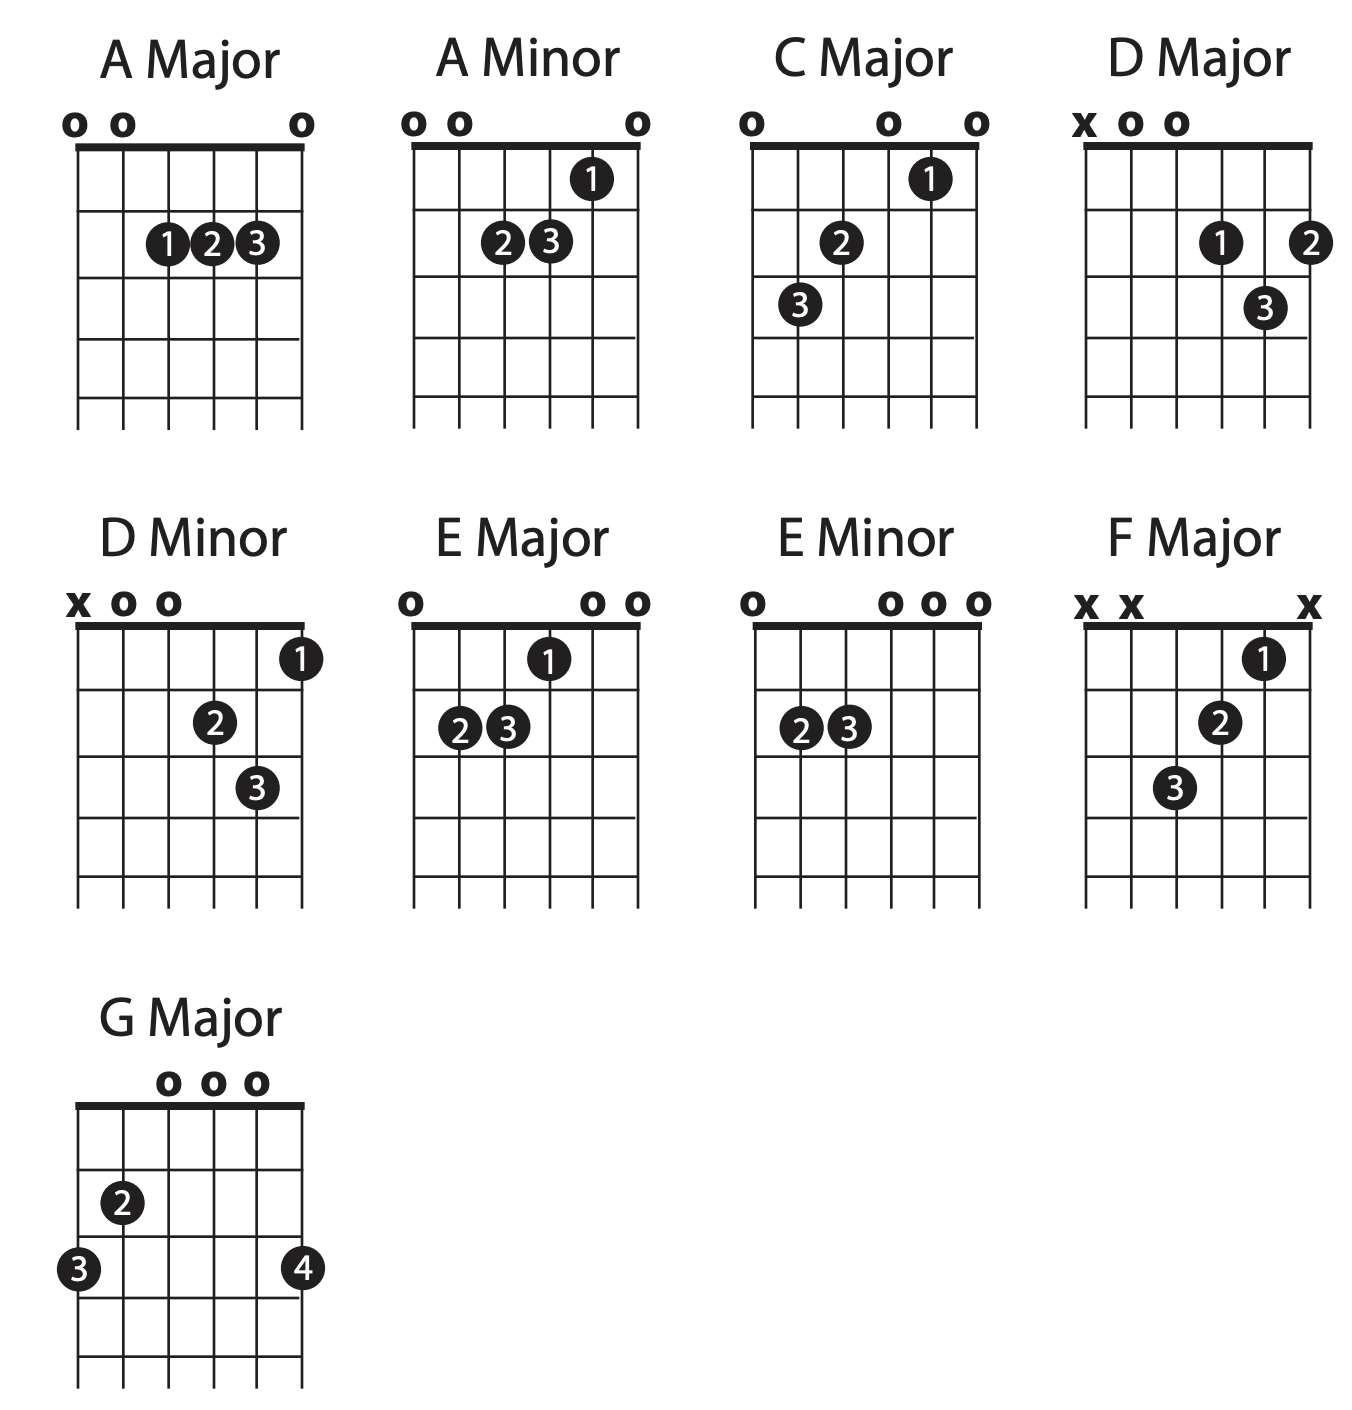 A Major A Minor C Major D Major
o o o o o o o o o x o o
1 1
1 2 3 2 3 2 1 2
3 3
D Minor E Major E Minor F Major
x o o o o o o o o o x x x
1 1 1
2 2 3 2 3 2
3 3
G Major
o o o
2
3 4